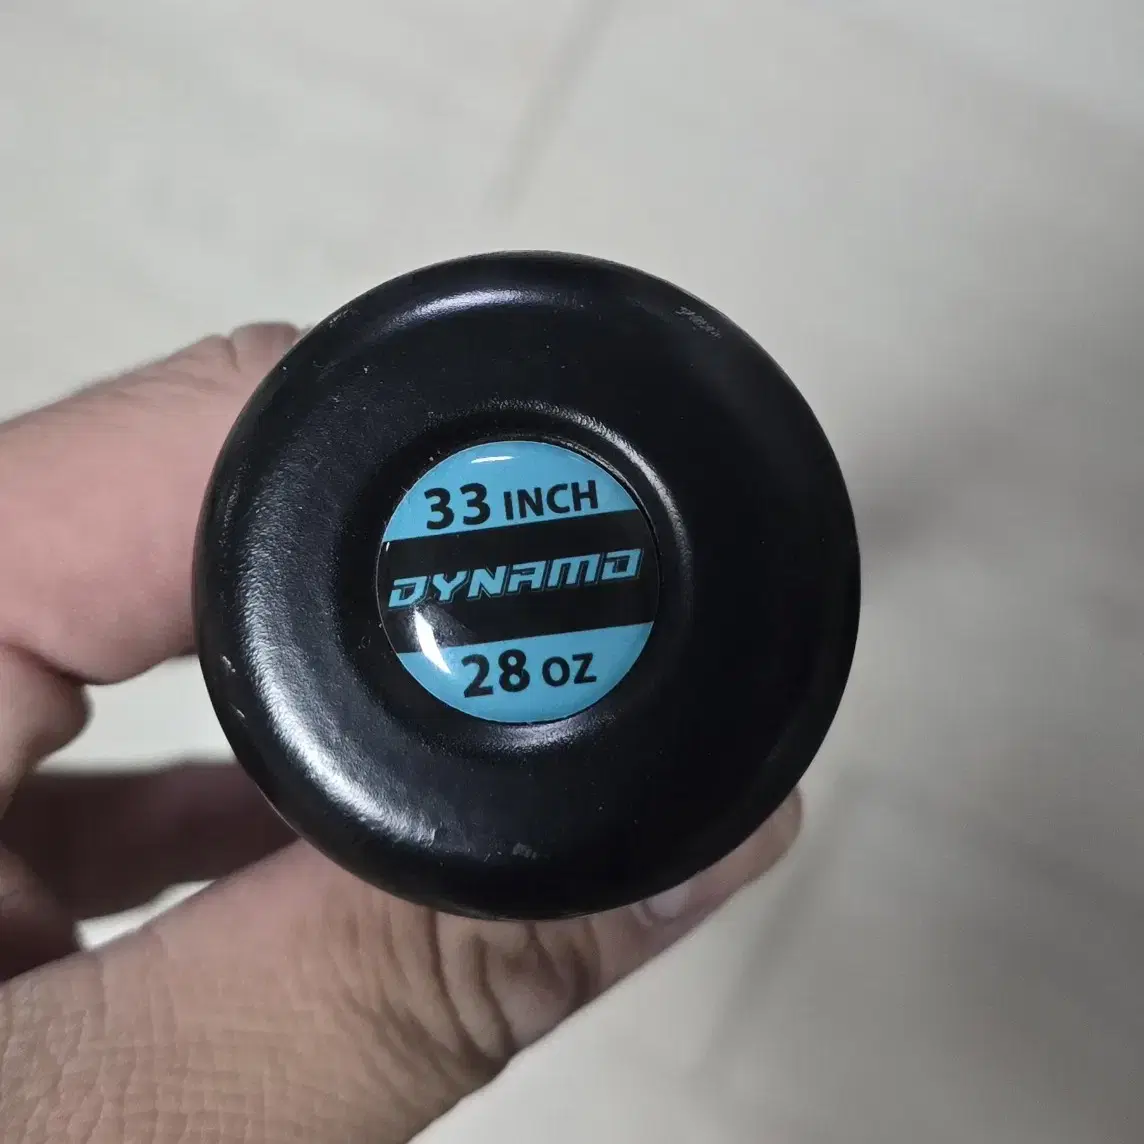 33 INCH
DYNAMO
28 OZ